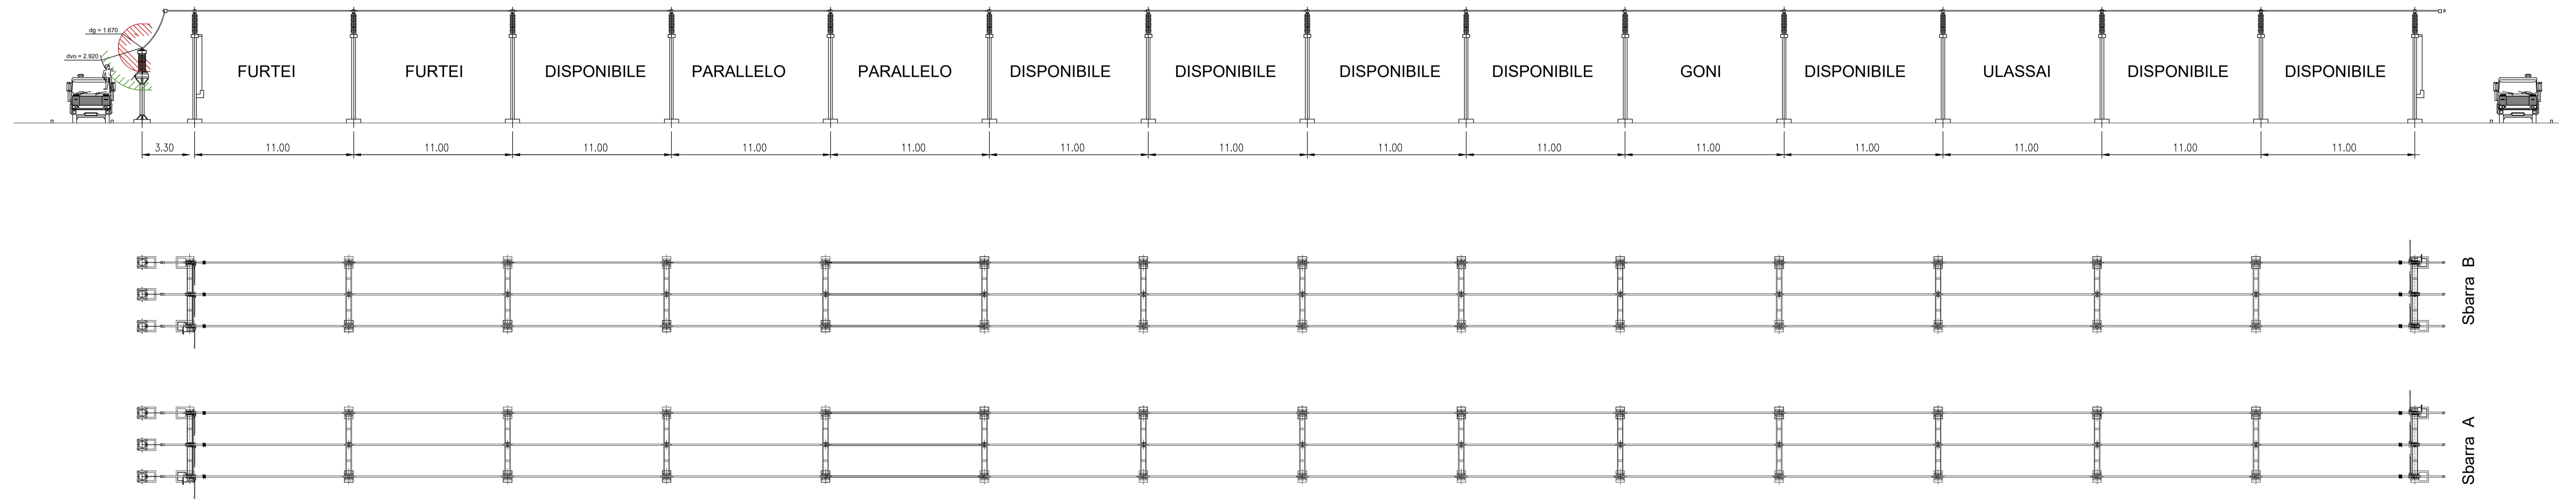 dg = 1.670
dvo = 2.920
FURTEI FURTEI DISPONIBILE PARALLELO PARALLELO DISPONIBILE DISPONIBILE DISPONIBILE DISPONIBILE GONI DISPONIBILE ULASSAI DISPONIBILE DISPONIBILE
3.30 11.00 11.00 11.00 11.00 11.00 11.00 11.00 11.00 11.00 11.00 11.00 11.00 11.00 11.00
Sbarra B
Sbarra A